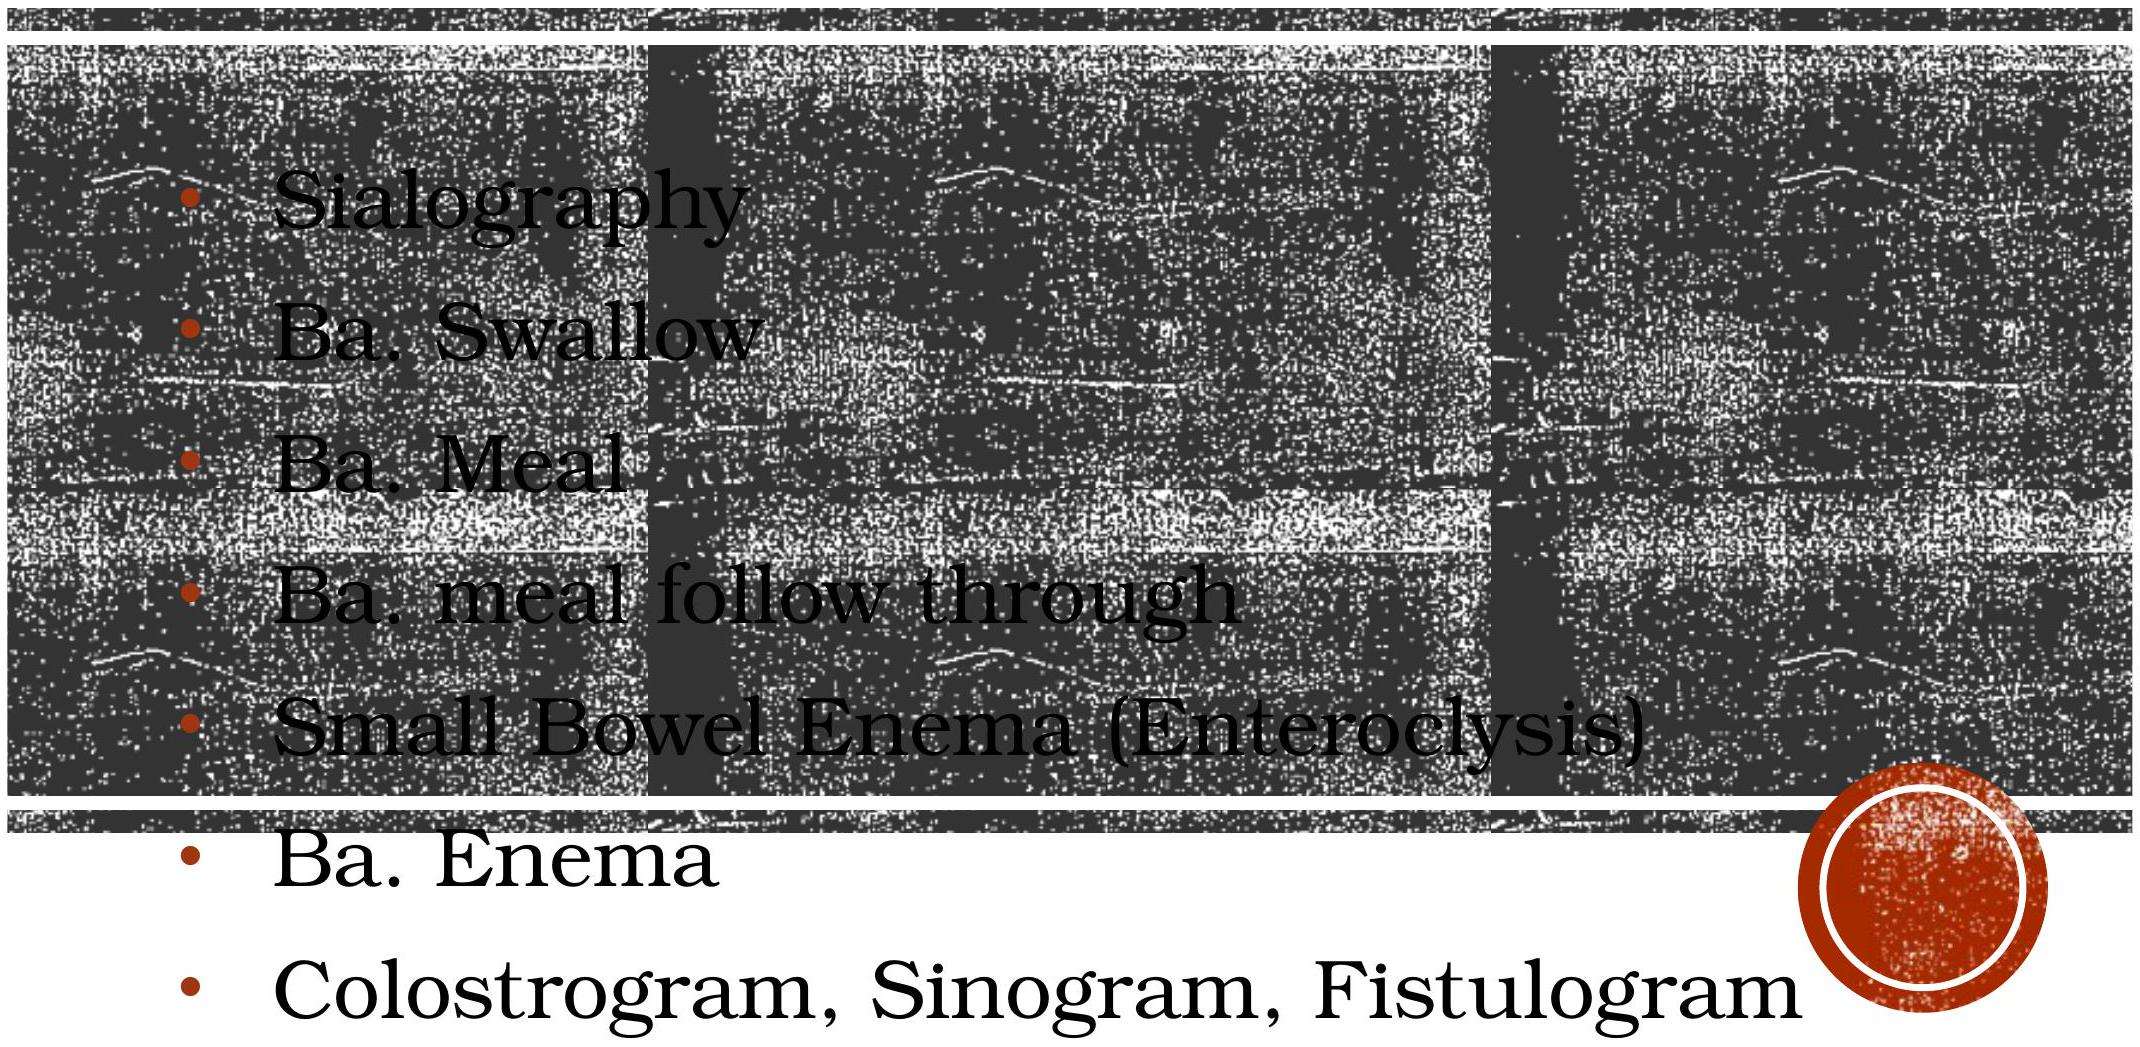 • Sialography
• Ba. Swallow
• Ba. Meal
• Ba. meal follow through
• Small Bowel Enema (Enteroclysis)
• Ba. Enema
• Colostrogram, Sinogram, Fistulogram